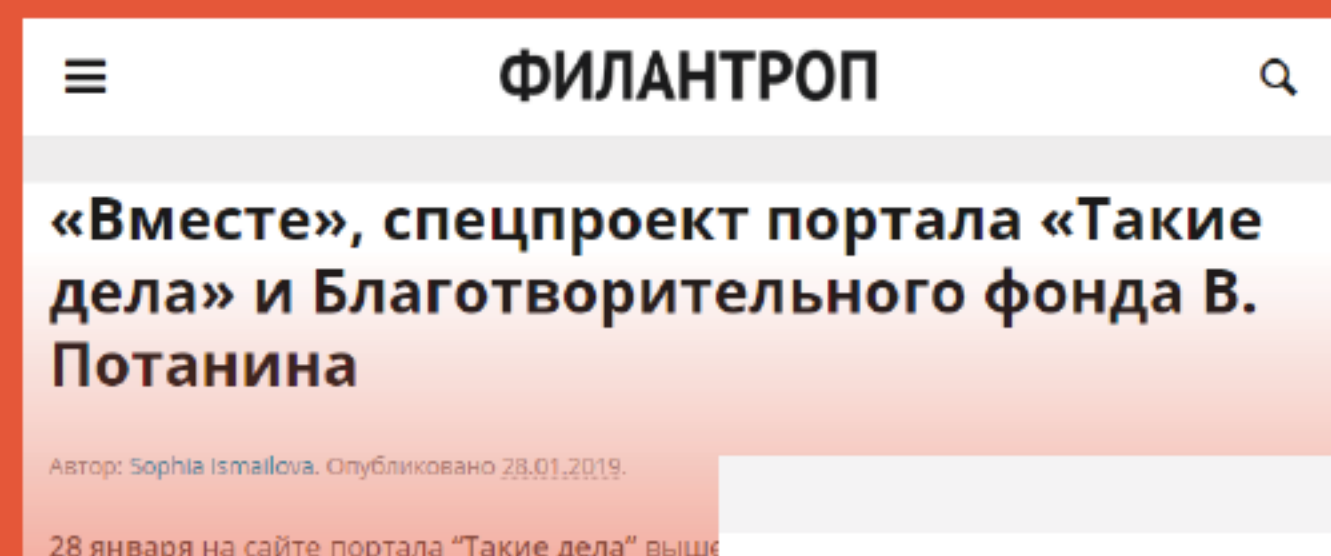 ФИЛАНТРОП
«Вместе», спецпроект портала «Такие
дела» и Благотворительного фонда В.
Потанина
Автор: Sophia Ismailova. Опубликовано 28.01.2019.
28 января на сайте портала “Такие дела” выше